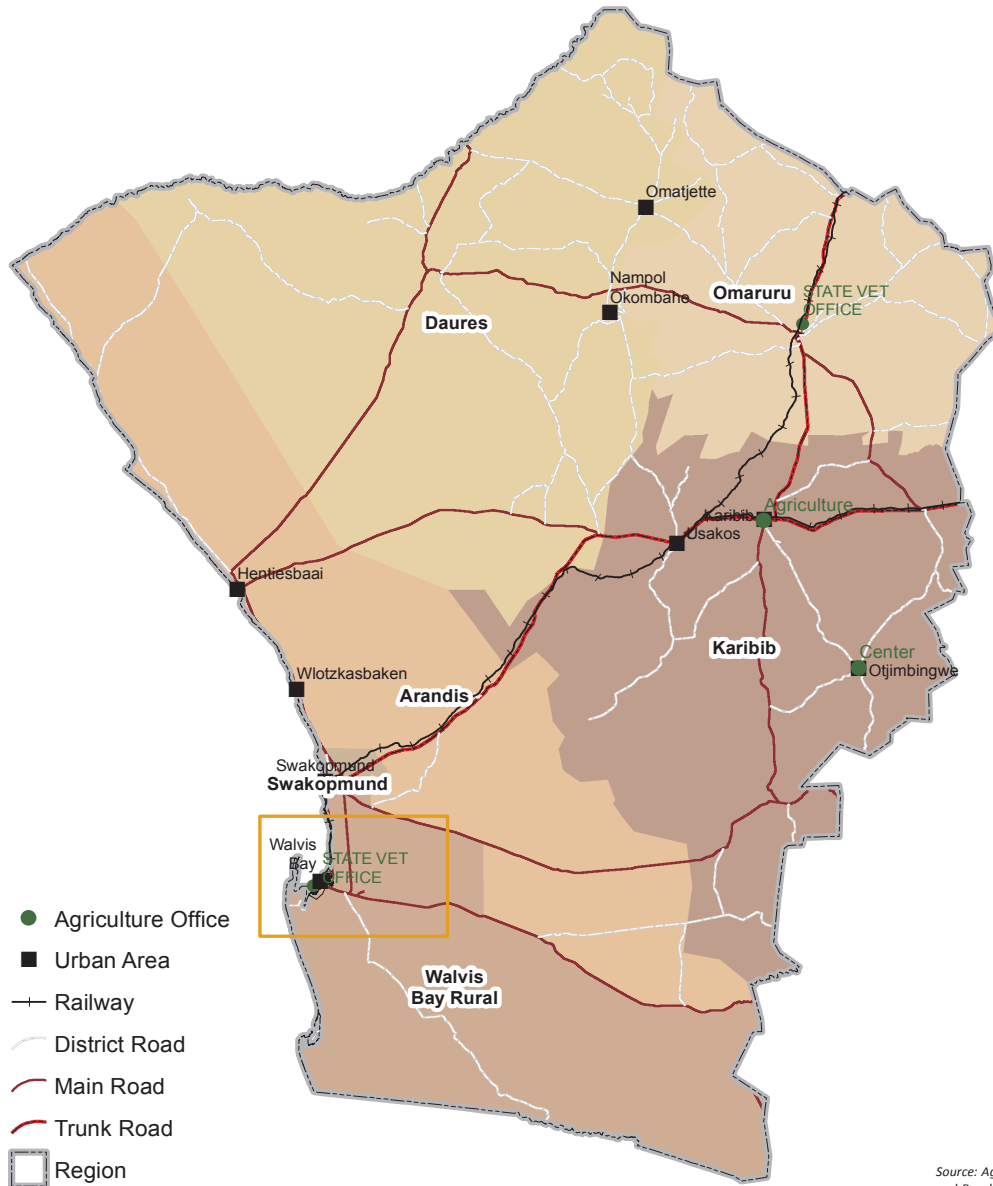 Omatjette
Nampol
Okombahe
Omaruru
STATE VET
OFFICE
Daures
Agriculture
Karibib
Usakos
Hentiesbaai
Karibib
Center
Otjimbingwe
Wlotzkasbaken
Arandis
Swakopmund
Swakopmund
Walvis
Bay
STATE VET
OFFICE
Walvis
Bay Rural
Agriculture Office
Urban Area
Railway
District Road
Main Road
Trunk Road
Region
Source: